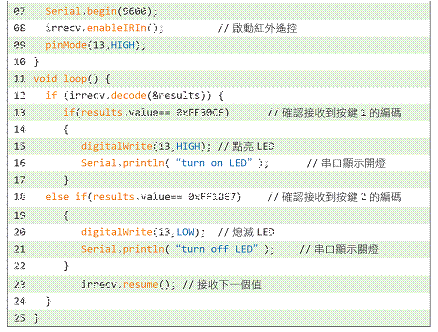 07 Serial.begin(9600);
08 irrecv.enableIRIn(); // 啟動紅外遙控
09 pinMode(13,HIGH);
10 }
11 void loop() {
12 if (irrecv.decode(&results)) {
13 if(results.value== 0xFF30CF) // 確認接收到按鍵 1 的編碼
14 {
15 digitalWrite(13,HIGH); // 點亮 LED
16 Serial.println( “turn on LED” ); // 串口顯示開燈
17 }
18 else if(results.value== // 確認接收到按鍵 2 的編碼
19 {
20 digitalWrite(13,LOW); // 熄滅 LED
21 Serial.println( “turn off LED” ); // 串口顯示關燈
22 }
23 irrecv.resume(); // 接收下一個值
24 }
25 }